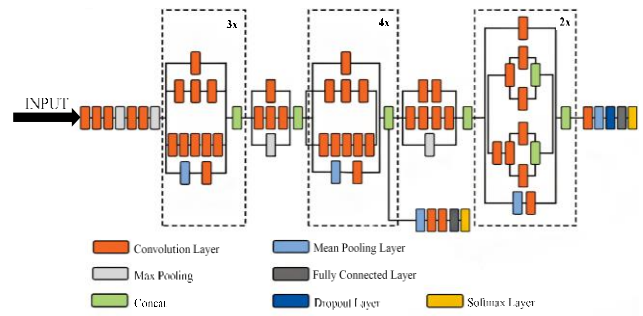 3x
4x
2x
INPUT
Convolution Layer
Mean Pooling Layer
Max Pooling
Fully Connected Layer
Concat
Dropout Layer
Softmax Layer